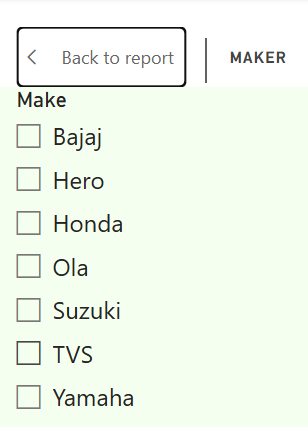 Back to report
MAKER
Make
Bajaj
Hero
Honda
Ola
Suzuki
TVS
Yamaha